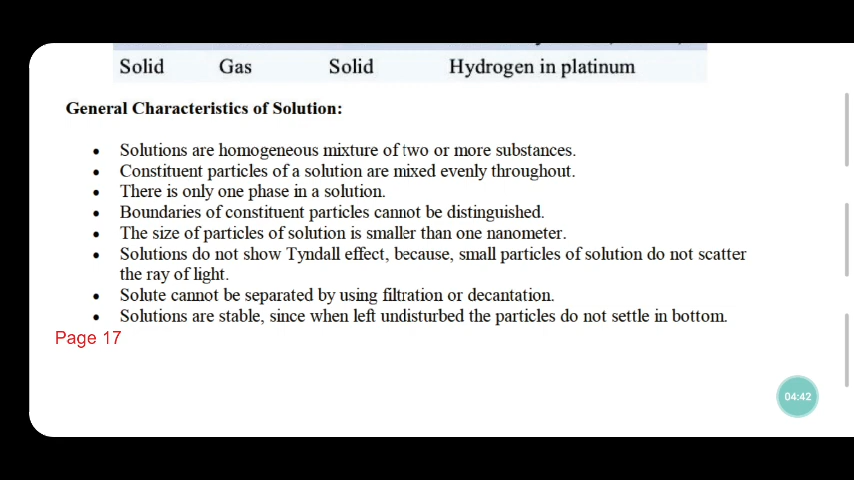 Solid Gas Solid Hydrogen in platinum
General Characteristics of Solution:
• Solutions are homogeneous mixture of two or more substances.
• Constituent particles of a solution are mixed evenly throughout.
• There is only one phase in a solution.
• Boundaries of constituent particles cannot be distinguished.
• The size of particles of solution is smaller than one nanometer.
• Solutions do not show Tyndall effect, because, small particles of solution do not scatter
the ray of light.
• Solute cannot be separated by using filtration or decantation.
• Solutions are stable, since when left undisturbed the particles do not settle in bottom.
Page 17
04:42